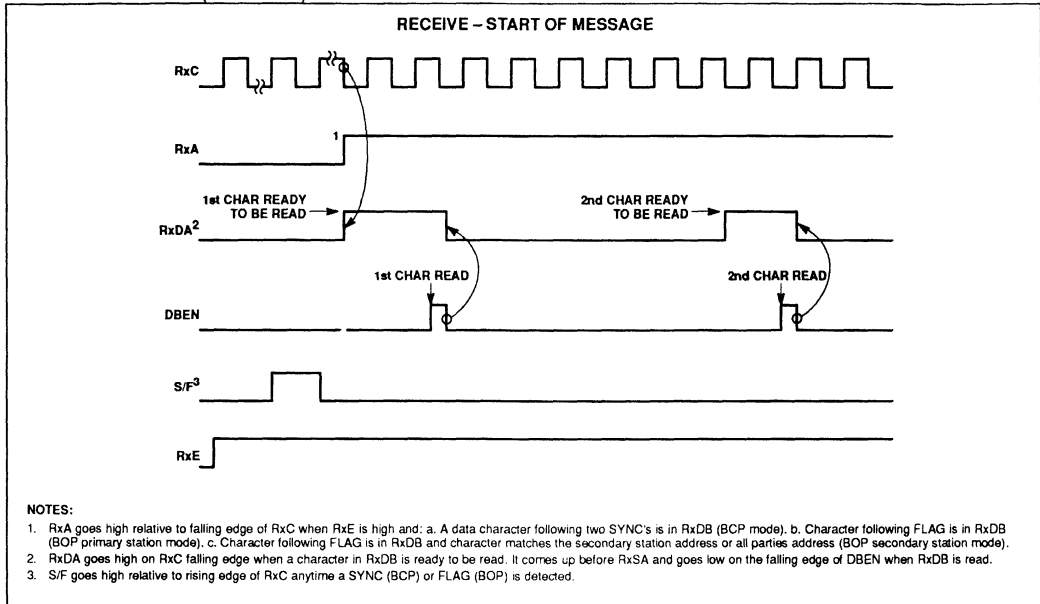 RECEIVE – START OF MESSAGE
RxC
1
RxA
1st CHAR READY
TO BE READ
2nd CHAR READY
TO BE READ
RxDA²
1st CHAR READ
2nd CHAR READ
DBEN
S/F³
RxE
NOTES:
1. RxA goes high relative to falling edge of RxC when RxE is high and: a. A data character following two SYNC's is in RxDB (BCP mode). b. Character following FLAG is in RxDB
(BOP primary station mode). c. Character following FLAG is in RxDB and character matches the secondary station address or all parties address (BOP secondary station mode).
2. RxDA goes high on RxC falling edge when a character in RxDB is ready to be read. It comes up before RxSA and goes low on the falling edge of DBEN when RxDB is read.
3. S/F goes high relative to rising edge of RxC anytime a SYNC (BCP) or FLAG (BOP) is detected.